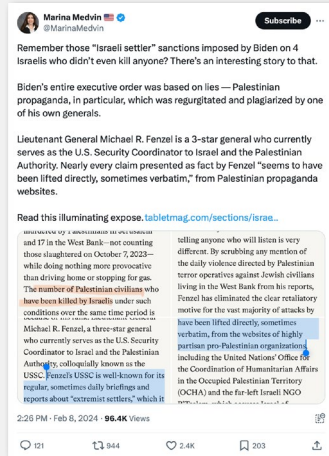 Marina Medvin
@MarinaMedvin
Subscribe
Remember those "Israeli settler" sanctions imposed by Biden on 4
Israelis who didn't even kill anyone? There's an interesting story to that.
Biden's entire executive order was based on lies — Palestinian
propaganda, in particular, which was regurgitated and plagiarized by one
of his own generals.
Lieutenant General Michael R. Fenzel is a 3-star general who currently
serves as the U.S. Security Coordinator to Israel and the Palestinian
Authority. Nearly every claim presented as fact by Fenzel "seems to have
been lifted directly, sometimes verbatim," from Palestinian propaganda
websites.
Read this illuminating expose. tabletmag.com/sections/israe...
murdered by Palestinians in Jerusalem
and 17 in the West Bank—not counting
those slaughtered on October 7, 2023—
while doing nothing more provocative
than driving home or stopping for gas.
The number of Palestinian civilians who
have been killed by Israelis under such
conditions over the same time period is
Michael R. Fenzel, a three-star general
who currently serves as the U.S. Security
Coordinator to Israel and the Palestinian
Authority, colloquially known as the
USSC. Fenzel's USSC is well-known for its
regular, sometimes daily briefings and
reports about "extremist settlers," which it
telling anyone who will listen is very
different. By scrubbing any mention of
the daily violence directed by Palestinian
terror operatives against Jewish civilians
living in the West Bank from his reports,
Fenzel has eliminated the clear retaliatory
motive for the vast majority of attacks by
have been lifted directly, sometimes
verbatim, from the websites of highly
partisan pro-Palestinian organizations,
including the United Nations' Office for
the Coordination of Humanitarian Affairs
in the Occupied Palestinian Territory
(OCHA) and the far-left Israeli NGO
2:26 PM · Feb 8, 2024 · 96.4K Views
121
944
2.4K
203